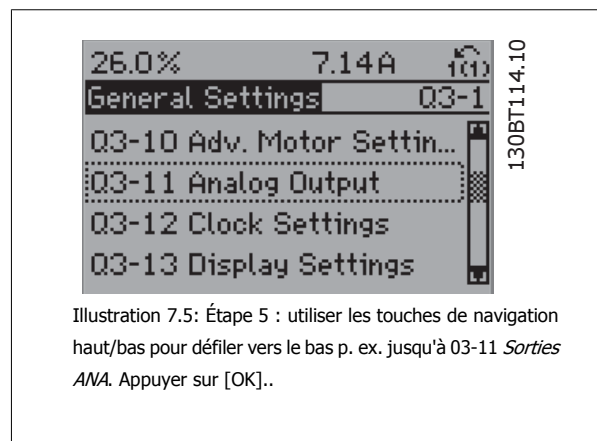 26.0% 7.14A 1(1)
General Settings Q3-1
Q3-10 Adv. Motor Settin...
Q3-11 Analog Output
Q3-12 Clock Settings
Q3-13 Display Settings
130BT114.10
Illustration 7.5: Étape 5 : utiliser les touches de navigation
haut/bas pour défiler vers le bas p. ex. jusqu'à 03-11 Sorties
ANA. Appuyer sur [OK]..